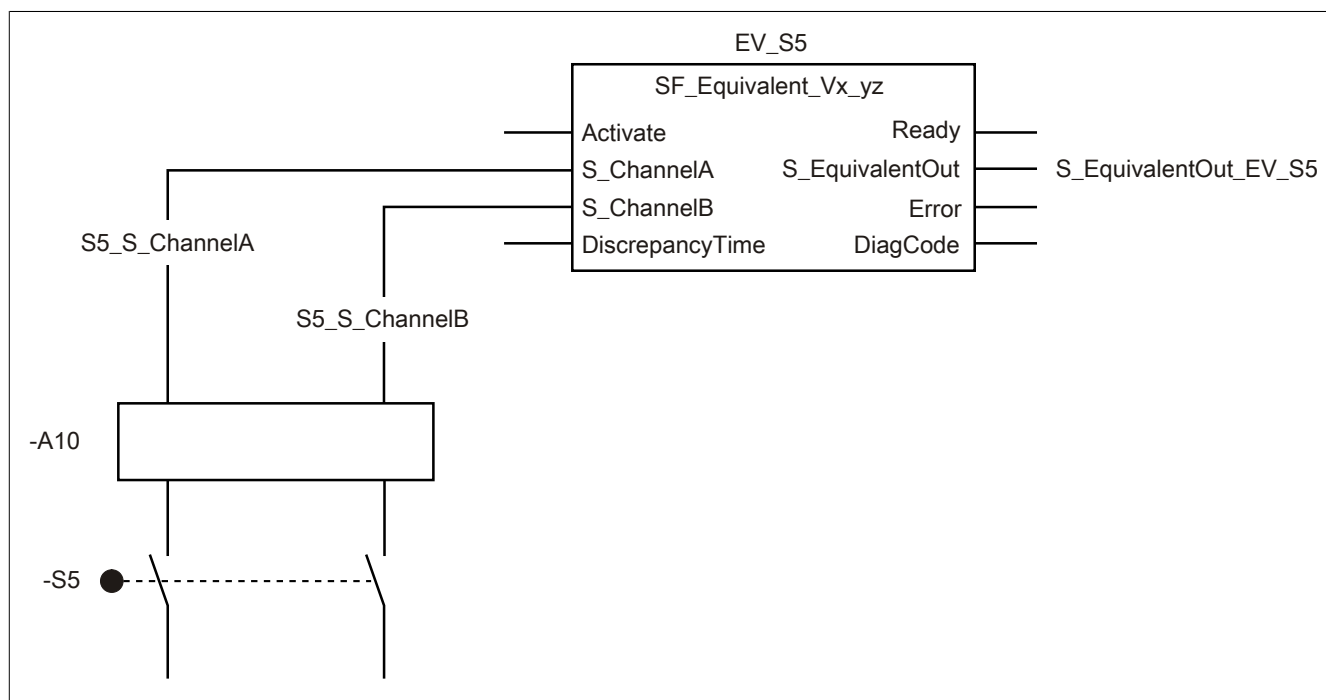 EV_S5
SF_Equivalent_Vx_yz
Activate
Ready
S_ChannelA
S_EquivalentOut
S_EquivalentOut_EV_S5
S_ChannelB
Error
S5_S_ChannelA
DiscrepancyTime
DiagCode
S5_S_ChannelB
-A10
-S5